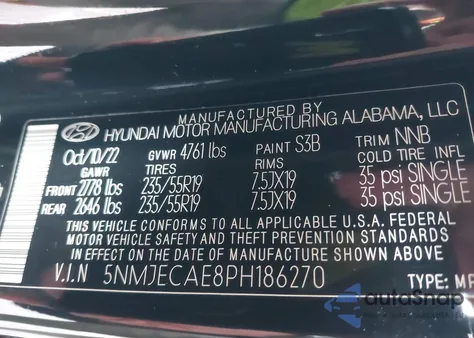 MANUFACTURED BY
HYUNDAI MOTOR MANUFACTURING ALABAMA, LLC
Oct/10/22 GVWR 4761 lbs PAINT S3B TRIM NNB
GAWR TIRES RIMS COLD TIRE INFL
FRONT 2778 lbs 235/55R19 7.5JX19 35 psi SINGLE
REAR 2646 lbs 235/55R19 7.5JX19 35 psi SINGLE
THIS VEHICLE CONFORMS TO ALL APPLICABLE U.S.A. FEDERAL
MOTOR VEHICLE SAFETY AND THEFT PREVENTION STANDARDS
IN EFFECT ON THE DATE OF MANUFACTURE SHOWN ABOVE
V.I.N 5NMJECAE8PH186270 TYPE: MP
autoSnap